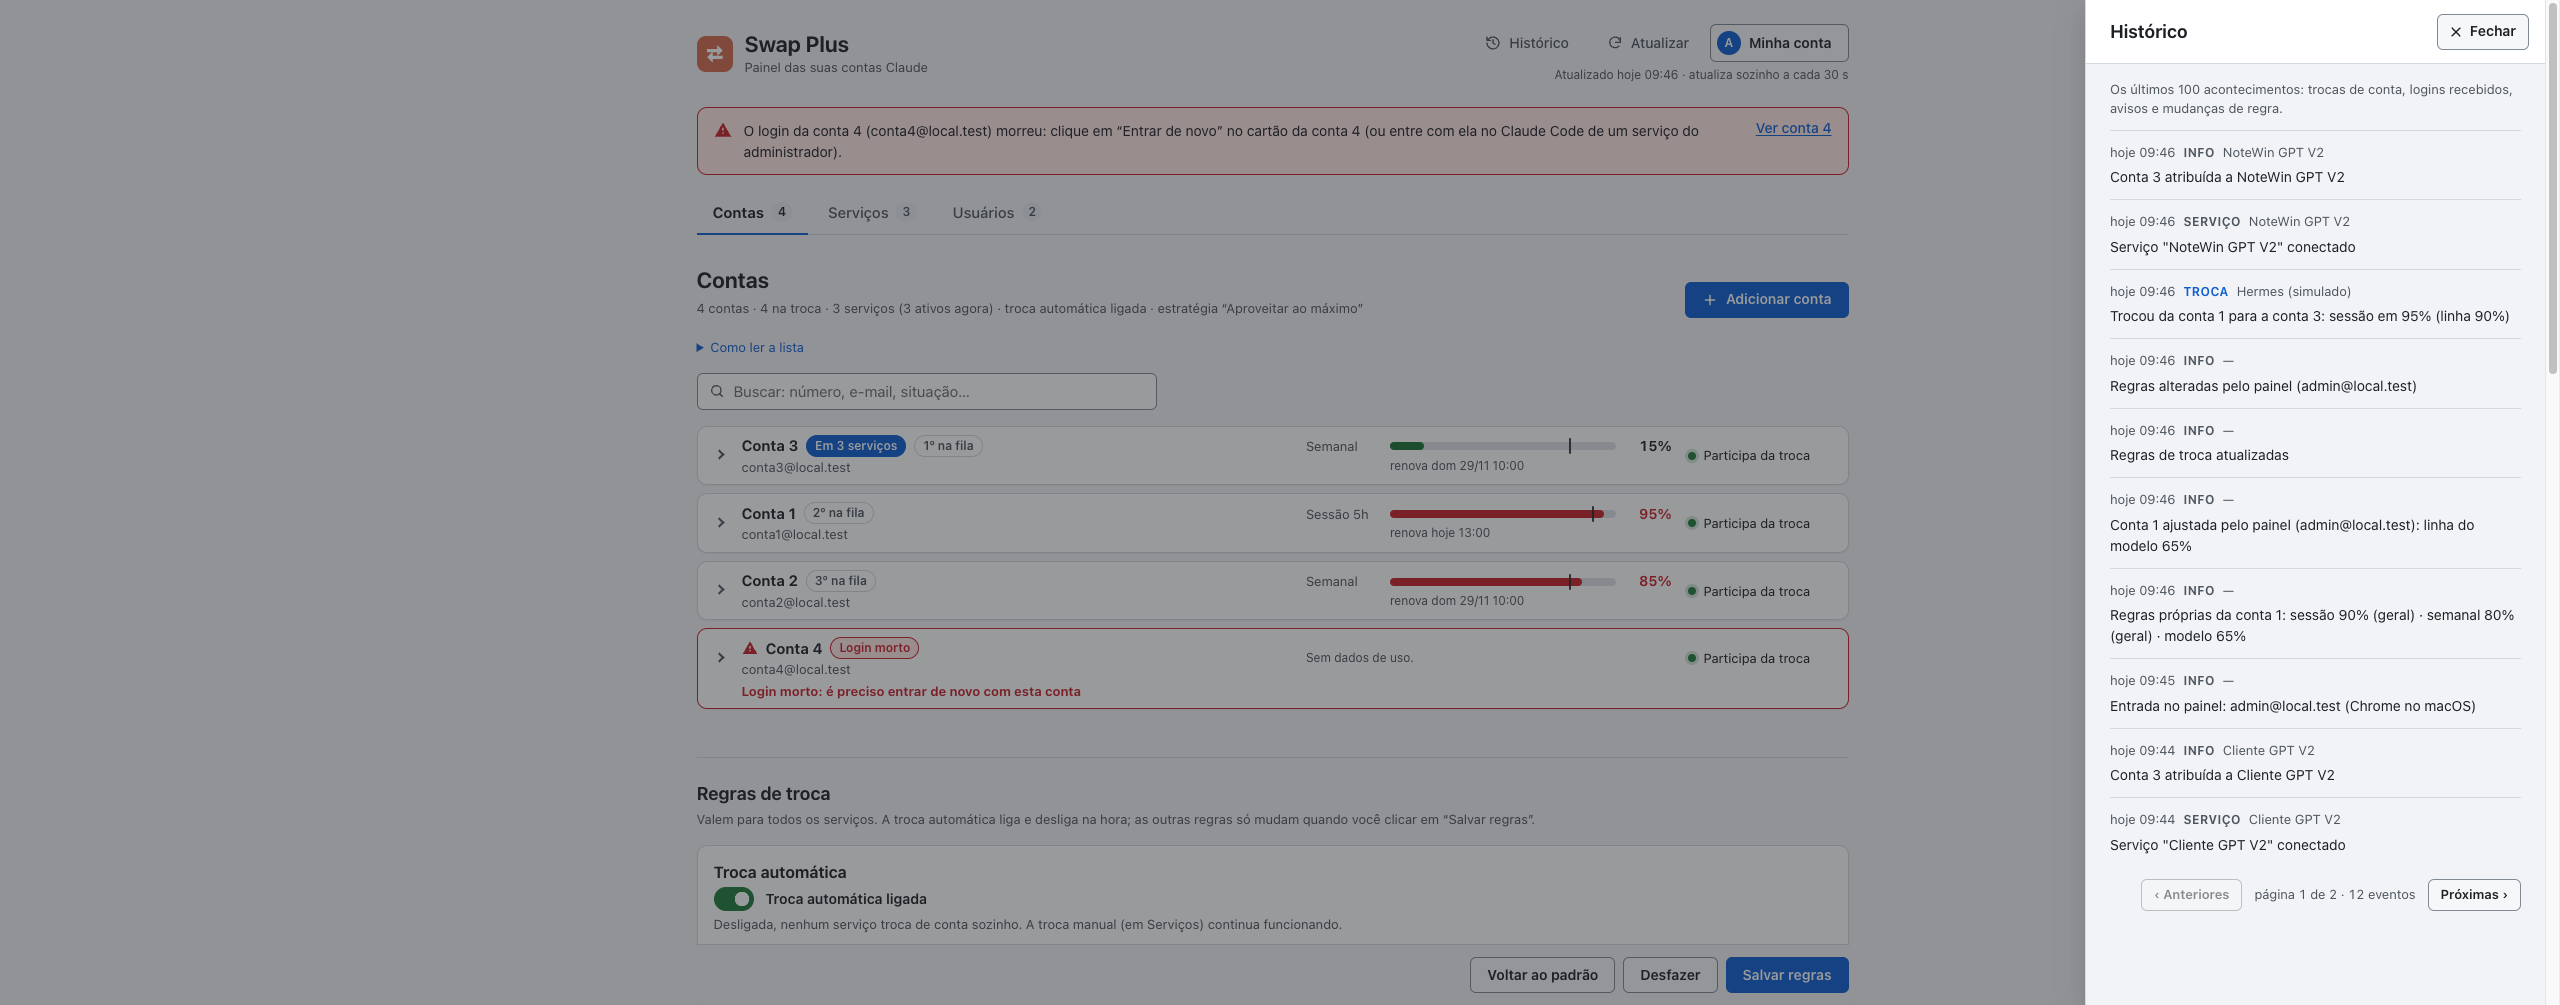 Swap Plus
Painel das suas contas Claude
Histórico
Atualizar
A
Minha conta
Atualizado hoje 09:46 · atualiza sozinho a cada 30 s
O login da conta 4 (conta4@local.test) morreu: clique em “Entrar de novo” no cartão da conta 4 (ou entre com ela no Claude Code de um serviço do
administrador).
Ver conta 4
Contas 4
Serviços 3
Usuários 2
Contas
4 contas · 4 na troca · 3 serviços (3 ativos agora) · troca automática ligada · estratégia “Aproveitar ao máximo”
+ Adicionar conta
Como ler a lista
Buscar: número, e-mail, situação...
Conta 3 Em 3 serviços 1º na fila
conta3@local.test
Semanal
renova dom 29/11 10:00
15%
Participa da troca
Conta 1 2º na fila
conta1@local.test
Sessão 5h
renova hoje 13:00
95%
Participa da troca
Conta 2 3º na fila
conta2@local.test
Semanal
renova dom 29/11 10:00
85%
Participa da troca
Conta 4 Login morto
conta4@local.test
Login morto: é preciso entrar de novo com esta conta
Sem dados de uso.
Participa da troca
Regras de troca
Valem para todos os serviços. A troca automática liga e desliga na hora; as outras regras só mudam quando você clicar em “Salvar regras”.
Troca automática
Troca automática ligada
Desligada, nenhum serviço troca de conta sozinho. A troca manual (em Serviços) continua funcionando.
Voltar ao padrão
Desfazer
Salvar regras
Histórico
Fechar
Os últimos 100 acontecimentos: trocas de conta, logins recebidos,
avisos e mudanças de regra.
hoje 09:46 INFO NoteWin GPT V2
Conta 3 atribuída a NoteWin GPT V2
hoje 09:46 SERVIÇO NoteWin GPT V2
Serviço "NoteWin GPT V2" conectado
hoje 09:46 TROCA Hermes (simulado)
Trocou da conta 1 para a conta 3: sessão em 95% (linha 90%)
hoje 09:46 INFO —
Regras alteradas pelo painel (admin@local.test)
hoje 09:46 INFO —
Regras de troca atualizadas
hoje 09:46 INFO —
Conta 1 ajustada pelo painel (admin@local.test): linha do
modelo 65%
hoje 09:46 INFO —
Regras próprias da conta 1: sessão 90% (geral) · semanal 80%
(geral) · modelo 65%
hoje 09:45 INFO —
Entrada no painel: admin@local.test (Chrome no macOS)
hoje 09:44 INFO Cliente GPT V2
Conta 3 atribuída a Cliente GPT V2
hoje 09:44 SERVIÇO Cliente GPT V2
Serviço "Cliente GPT V2" conectado
‹ Anteriores
página 1 de 2 · 12 eventos
Próximas ›